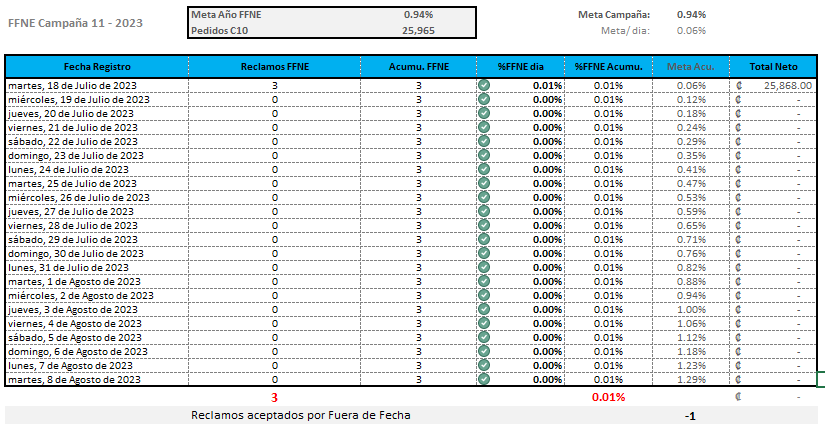 FFNE Campaña 11 - 2023
Meta Año FFNE 0.94%
Pedidos C10 25,965
Meta Campaña: 0.94%
Meta/ dia: 0.06%
Fecha Registro Reclamos FFNE Acumu. FFNE %FFNE dia %FFNE Acumu. Meta Acu. Total Neto
martes, 18 de Julio de 2023 3 3 0.01% 0.01% 0.06% ₡ 25,868.00
miércoles, 19 de Julio de 2023 0 3 0.00% 0.01% 0.12% ₡ -
jueves, 20 de Julio de 2023 0 3 0.00% 0.01% 0.18% ₡ -
viernes, 21 de Julio de 2023 0 3 0.00% 0.01% 0.24% ₡ -
sábado, 22 de Julio de 2023 0 3 0.00% 0.01% 0.29% ₡ -
domingo, 23 de Julio de 2023 0 3 0.00% 0.01% 0.35% ₡ -
lunes, 24 de Julio de 2023 0 3 0.00% 0.01% 0.41% ₡ -
martes, 25 de Julio de 2023 0 3 0.00% 0.01% 0.47% ₡ -
miércoles, 26 de Julio de 2023 0 3 0.00% 0.01% 0.53% ₡ -
jueves, 27 de Julio de 2023 0 3 0.00% 0.01% 0.59% ₡ -
viernes, 28 de Julio de 2023 0 3 0.00% 0.01% 0.65% ₡ -
sábado, 29 de Julio de 2023 0 3 0.00% 0.01% 0.71% ₡ -
domingo, 30 de Julio de 2023 0 3 0.00% 0.01% 0.76% ₡ -
lunes, 31 de Julio de 2023 0 3 0.00% 0.01% 0.82% ₡ -
martes, 1 de Agosto de 2023 0 3 0.00% 0.01% 0.88% ₡ -
miércoles, 2 de Agosto de 2023 0 3 0.00% 0.01% 0.94% ₡ -
jueves, 3 de Agosto de 2023 0 3 0.00% 0.01% 1.00% ₡ -
viernes, 4 de Agosto de 2023 0 3 0.00% 0.01% 1.06% ₡ -
sábado, 5 de Agosto de 2023 0 3 0.00% 0.01% 1.12% ₡ -
domingo, 6 de Agosto de 2023 0 3 0.00% 0.01% 1.18% ₡ -
lunes, 7 de Agosto de 2023 0 3 0.00% 0.01% 1.23% ₡ -
martes, 8 de Agosto de 2023 0 3 0.00% 0.01% 1.29% ₡ -
3 0.01% ₡ -
Reclamos aceptados por Fuera de Fecha -1